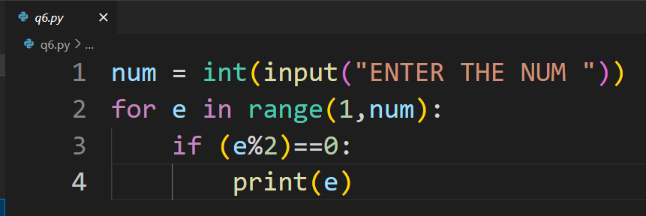 q6.py ×
q6.py > ...
1 num = int(input("ENTER THE NUM "))
2 for e in range(1,num):
3     if (e%2)==0:
4         print(e)